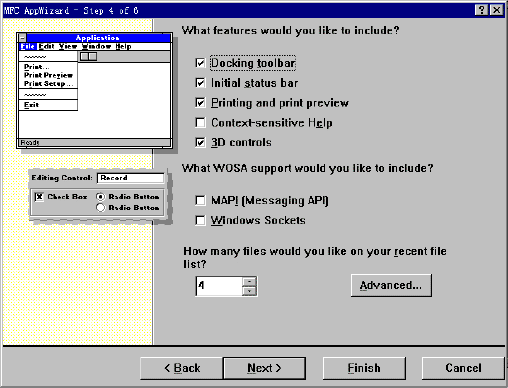 MFC AppWizard - Step 4 of 6
Application
File Edit View Window Help
Print...
Print Preview
Print Setup...
Exit
Ready
Editing Control: Record
Check Box
Radio Button
Radio Button
What features would you like to include?
Docking toolbar
Initial status bar
Printing and print preview
Context-sensitive Help
3D controls
What WOSA support would you like to include?
MAPI (Messaging API)
Windows Sockets
How many files would you like on your recent file
list?
4
Advanced...
< Back
Next >
Finish
Cancel